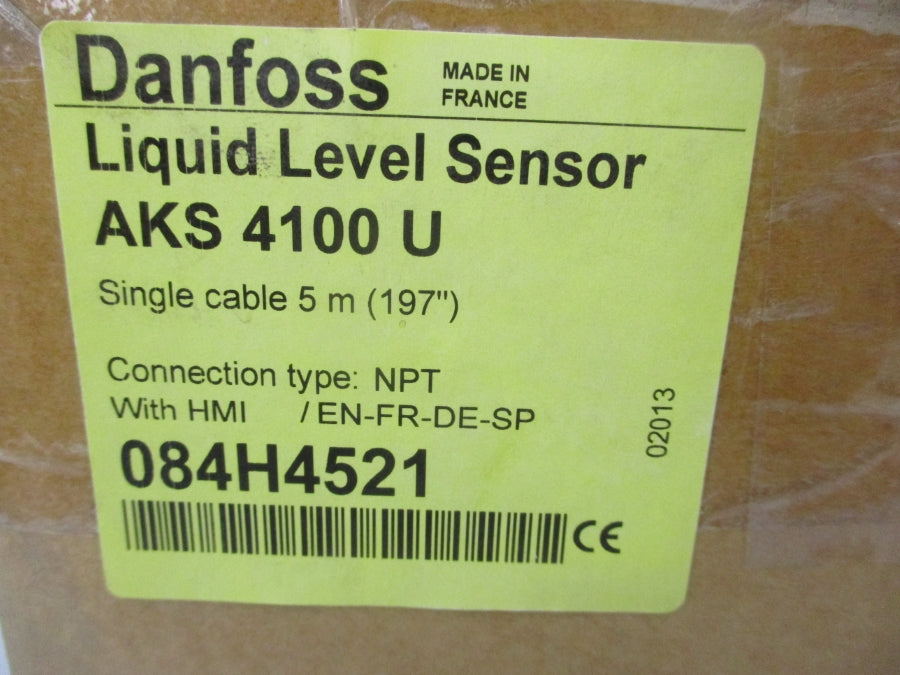 Danfoss
MADE IN
FRANCE
Liquid Level Sensor
AKS 4100 U
Single cable 5 m (197")
Connection type: NPT
With HMI / EN-FR-DE-SP
084H4521
02013
CE